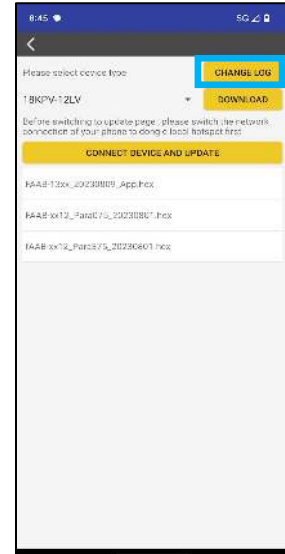 8:45
5G
Please select device type
CHANGE LOG
18KPV-12LV
DOWNLOAD
Before switching to update page, please switch the network
connection of your phone to dongle local hotspot first
CONNECT DEVICE AND UPDATE
FAAB-13xx_20230809_App.hex
FAAB-xx12_Para075_20230801.hex
FAAB-xx12_Para375_20230801.hex